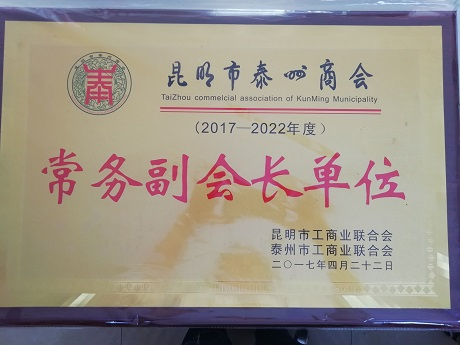 昆明市泰州商会
TaiZhou commelcial association of KunMing Municipality
（2017—2022年度）
常务副会长单位
昆明市工商业联合会
泰州市工商业联合会
二〇一七年四月二十二日